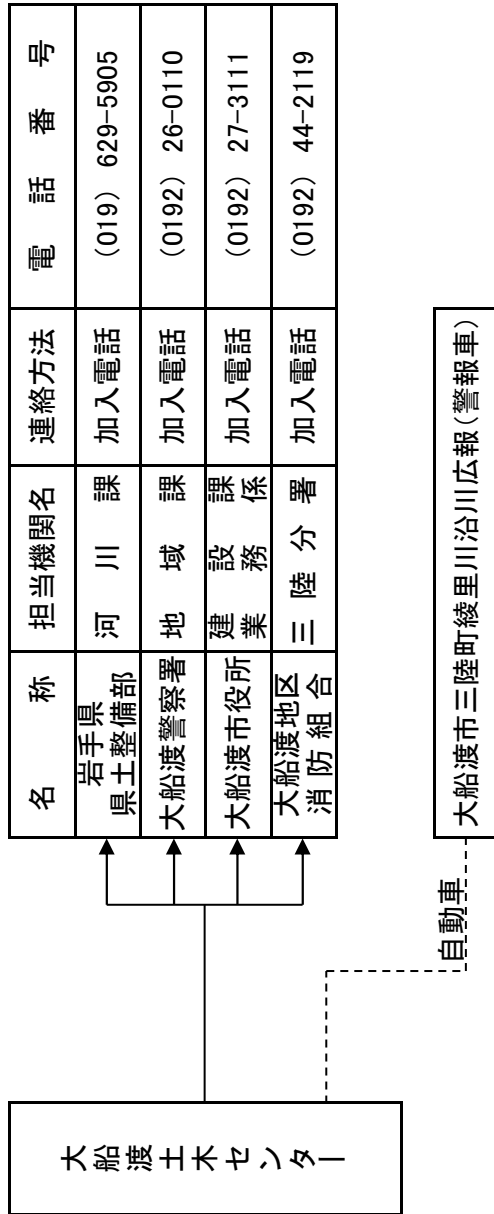 大船渡土木センター
名称 担当機関名 連絡方法 電話番号
岩手県
県土整備部 河川課 加入電話 (019) 629-5905
大船渡警察署 地域課 加入電話 (0192) 26-0110
大船渡市役所 建設課
業務係 加入電話 (0192) 27-3111
大船渡地区
消防組合 三陸分署 加入電話 (0192) 44-2119
自動車
大船渡市三陸町綾里川沿川広報(警報車)